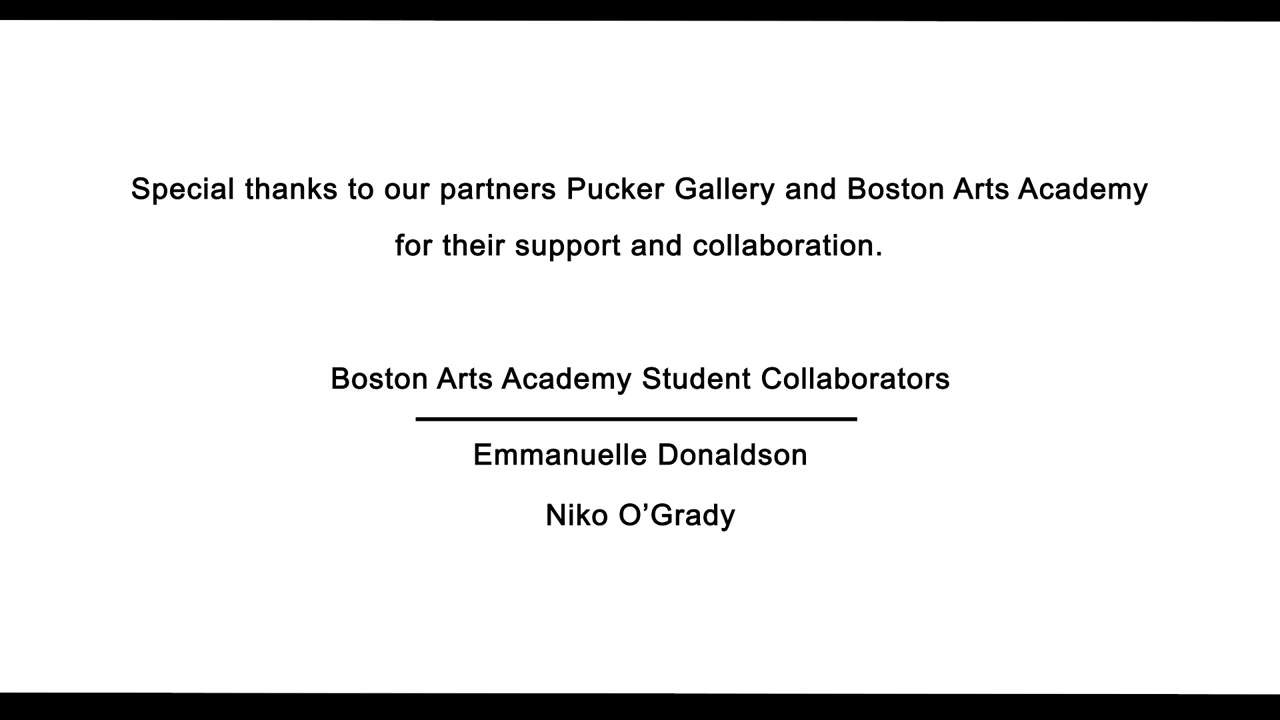 Special thanks to our partners Pucker Gallery and Boston Arts Academy
for their support and collaboration.
Boston Arts Academy Student Collaborators
Emmanuelle Donaldson
Niko O’Grady